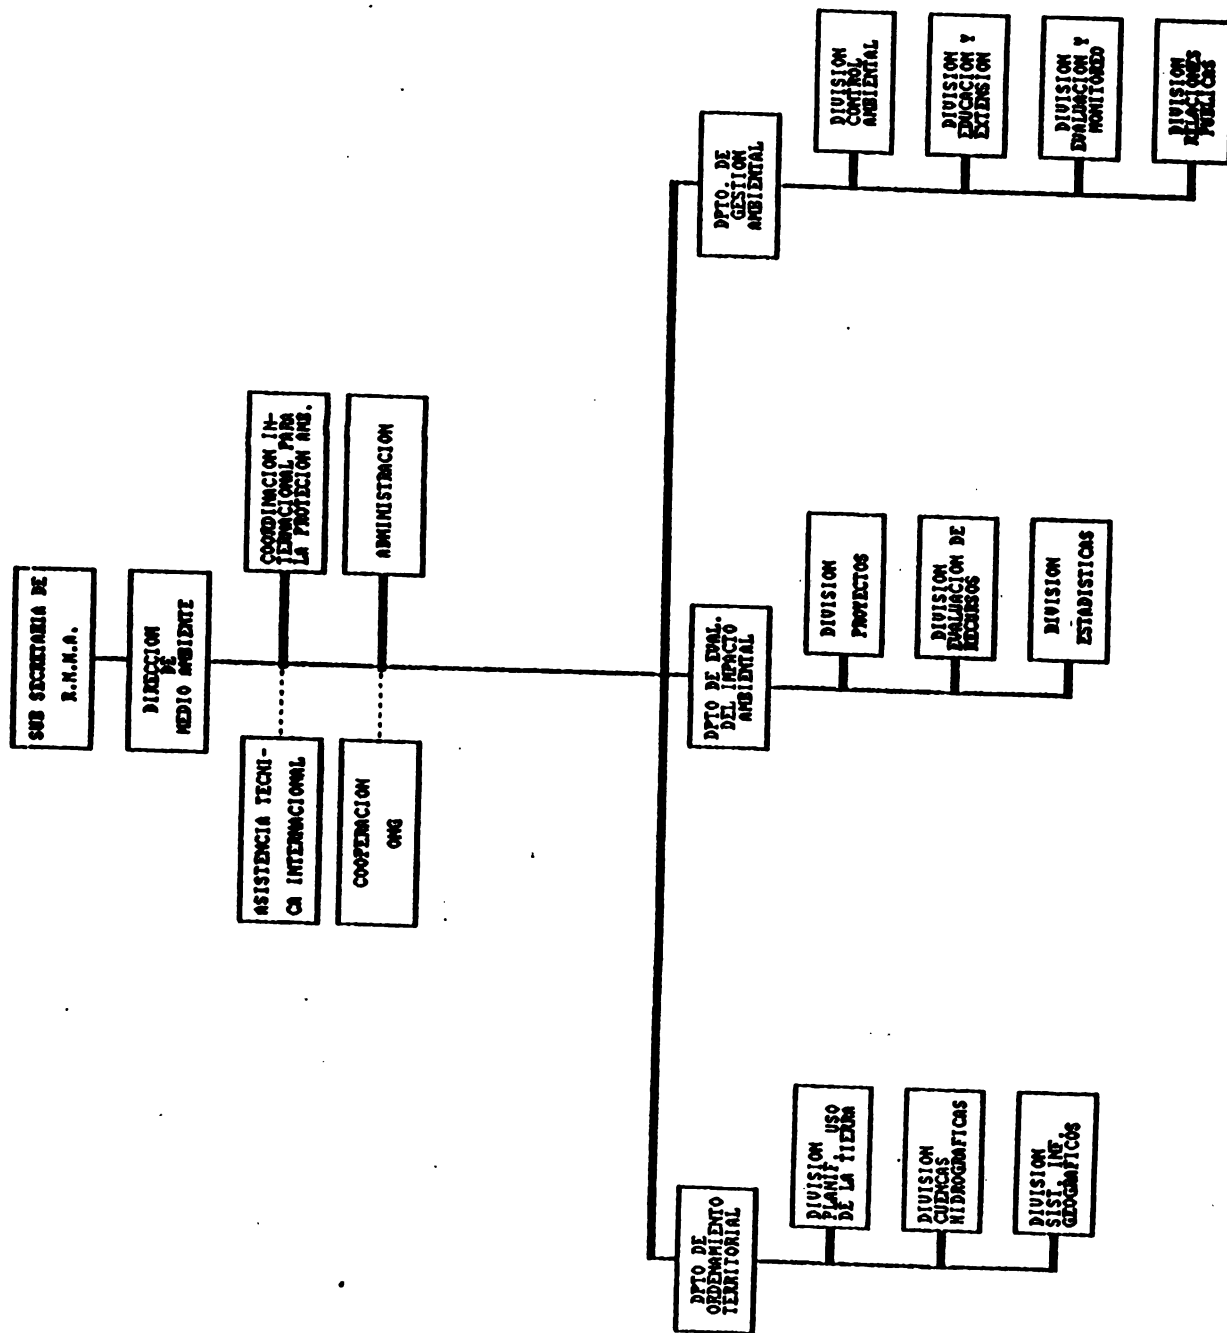 SUB SECRETARIA DE
R.N.N.A.
DIRECCION
DE
MEDIO AMBIENTE
ASISTENCIA TECNI-
CA INTERNACIONAL
COORDINACION IN-
TERNACIONAL PARA
LA PROTECION AMB.
COOPERACION
ONG
ADMINISTRACION
DPTO DE
ORDENAMIENTO
TERRITORIAL
DIVISION
PLANIF. USO
DE LA TIERRA
DIVISION
CUENCAS
HIDROGRAFICAS
DIVISION
SIST. INF.
GEOGRAFICOS
DPTO DE EVAL.
DEL IMPACTO
AMBIENTAL
DIVISION
PROYECTOS
DIVISION
EVALUACION DE
RECURSOS
DIVISION
ESTADISTICAS
DPTO. DE
GESTION
AMBIENTAL
DIVISION
CONTROL
AMBIENTAL
DIVISION
EDUCACION Y
EXTENSION
DIVISION
EVALUACION Y
MONITOREO
DIVISION
RELACIONES
PUBLICAS